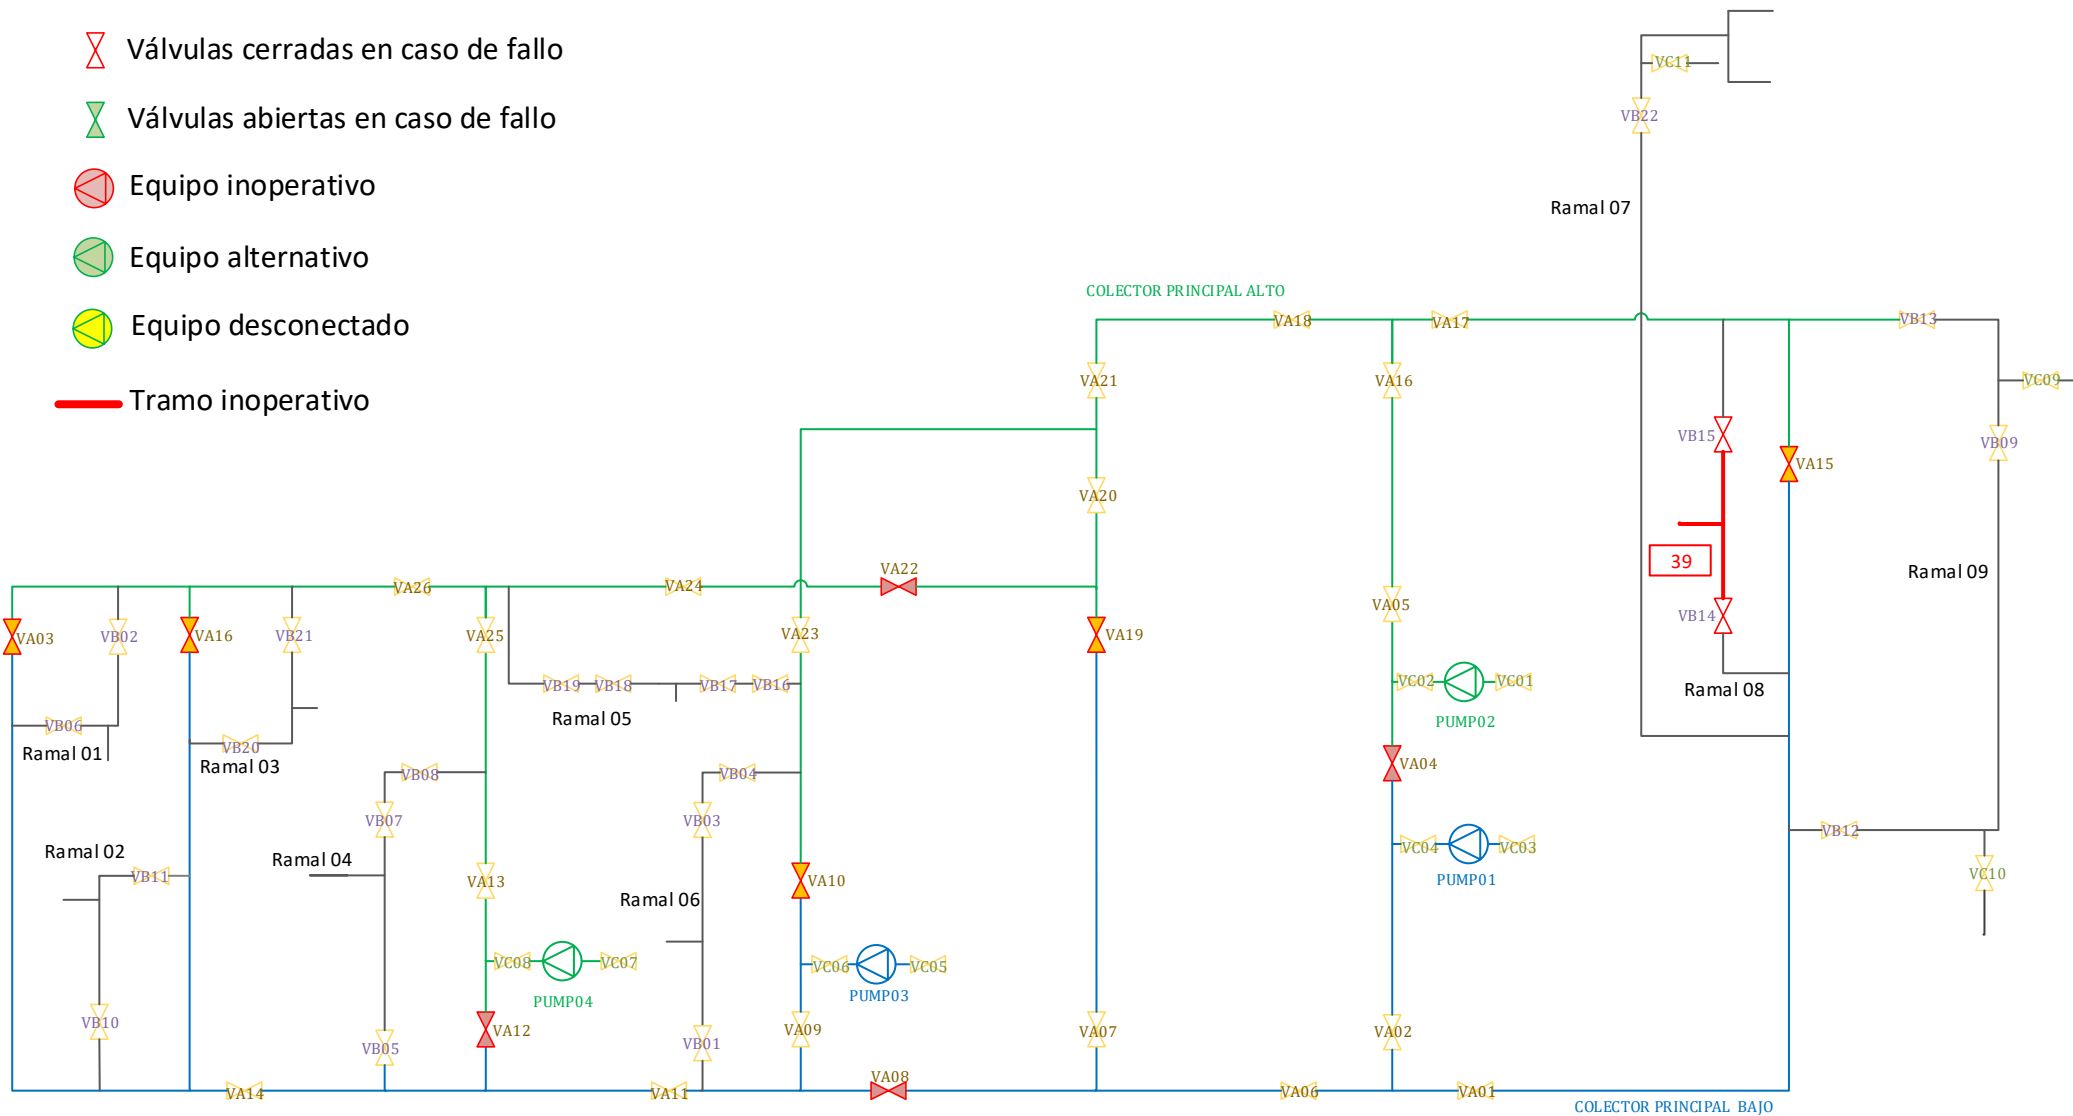 Válvulas cerradas en caso de fallo
Válvulas abiertas en caso de fallo
Equipo inoperativo
Equipo alternativo
Equipo desconectado
Tramo inoperativo
VC11
VB22
Ramal 07
COLECTOR PRINCIPAL ALTO
VA18
VA17
VB13
VA21
VA16
VC09
VB15
VB09
VA15
VA20
39
VA22
Ramal 09
VA26
VA24
VA05
VB14
VA03
VB02
VA16
VB21
VA25
VA23
VA19
VB19
VB18
VB17
VB16
VC02
VC01
Ramal 08
Ramal 05
PUMP02
VB06
Ramal 01
VB20
Ramal 03
VA04
VB08
VB04
VB07
VB03
VB12
Ramal 02
Ramal 04
VC04
VC03
VB11
VA13
VA10
PUMP01
VC10
Ramal 06
VC08
VC07
VC06
VC05
PUMP04
PUMP03
VB10
VA12
VA09
VA07
VA02
VB05
VB01
VA08
VA14
VA11
VA06
VA01
COLECTOR PRINCIPAL BAJO